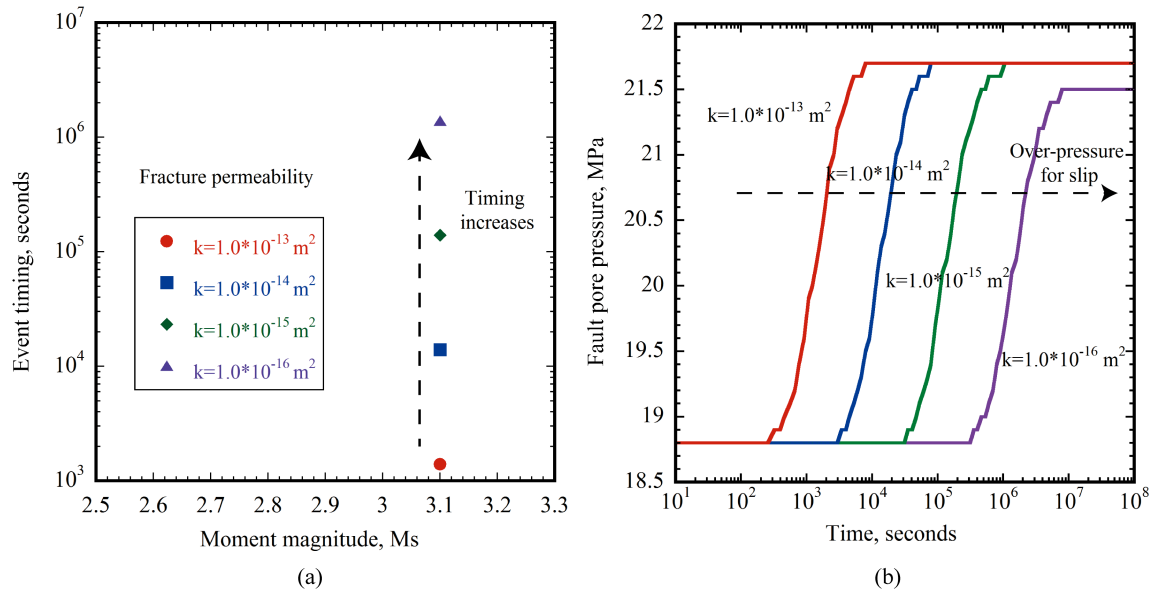 10^7
10^6
10^5
10^4
10^3
Event timing, seconds
Fracture permeability
k=1.0*10^-13 m^2
k=1.0*10^-14 m^2
k=1.0*10^-15 m^2
k=1.0*10^-16 m^2
Timing
increases
2.5 2.6 2.7 2.8 2.9 3 3.1 3.2 3.3
Moment magnitude, Ms
(a)
22
21.5
21
20.5
20
19.5
19
18.5
Fault pore pressure, MPa
k=1.0*10^-13 m^2
k=1.0*10^-14 m^2
Over-pressure
for slip
k=1.0*10^-15 m^2
k=1.0*10^-16 m^2
10^1 10^2 10^3 10^4 10^5 10^6 10^7 10^8
Time, seconds
(b)